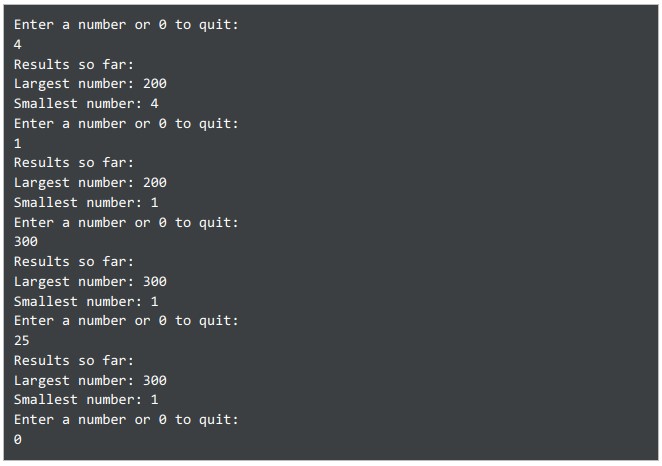 Enter a number or 0 to quit:
4
Results so far:
Largest number: 200
Smallest number: 4
Enter a number or 0 to quit:
1
Results so far:
Largest number: 200
Smallest number: 1
Enter a number or 0 to quit:
300
Results so far:
Largest number: 300
Smallest number: 1
Enter a number or 0 to quit:
25
Results so far:
Largest number: 300
Smallest number: 1
Enter a number or 0 to quit:
0